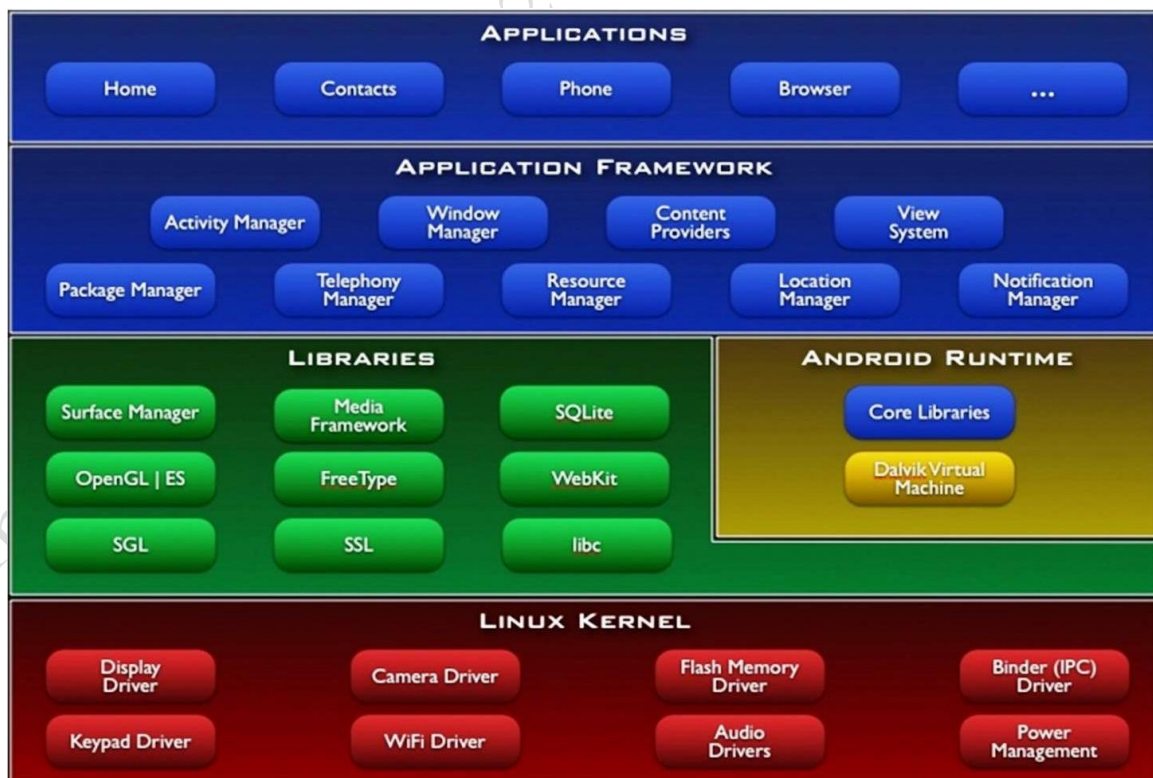 APPLICATIONS
Home
Contacts
Phone
Browser
...
APPLICATION FRAMEWORK
Activity Manager
Window
Manager
Content
Providers
View
System
Package Manager
Telephony
Manager
Resource
Manager
Location
Manager
Notification
Manager
LIBRARIES
Surface Manager
Media
Framework
SQLite
OpenGL | ES
FreeType
WebKit
SGL
SSL
libc
ANDROID RUNTIME
Core Libraries
Dalvik Virtual
Machine
LINUX KERNEL
Display
Driver
Camera Driver
Flash Memory
Driver
Binder (IPC)
Driver
Keypad Driver
WiFi Driver
Audio
Drivers
Power
Management